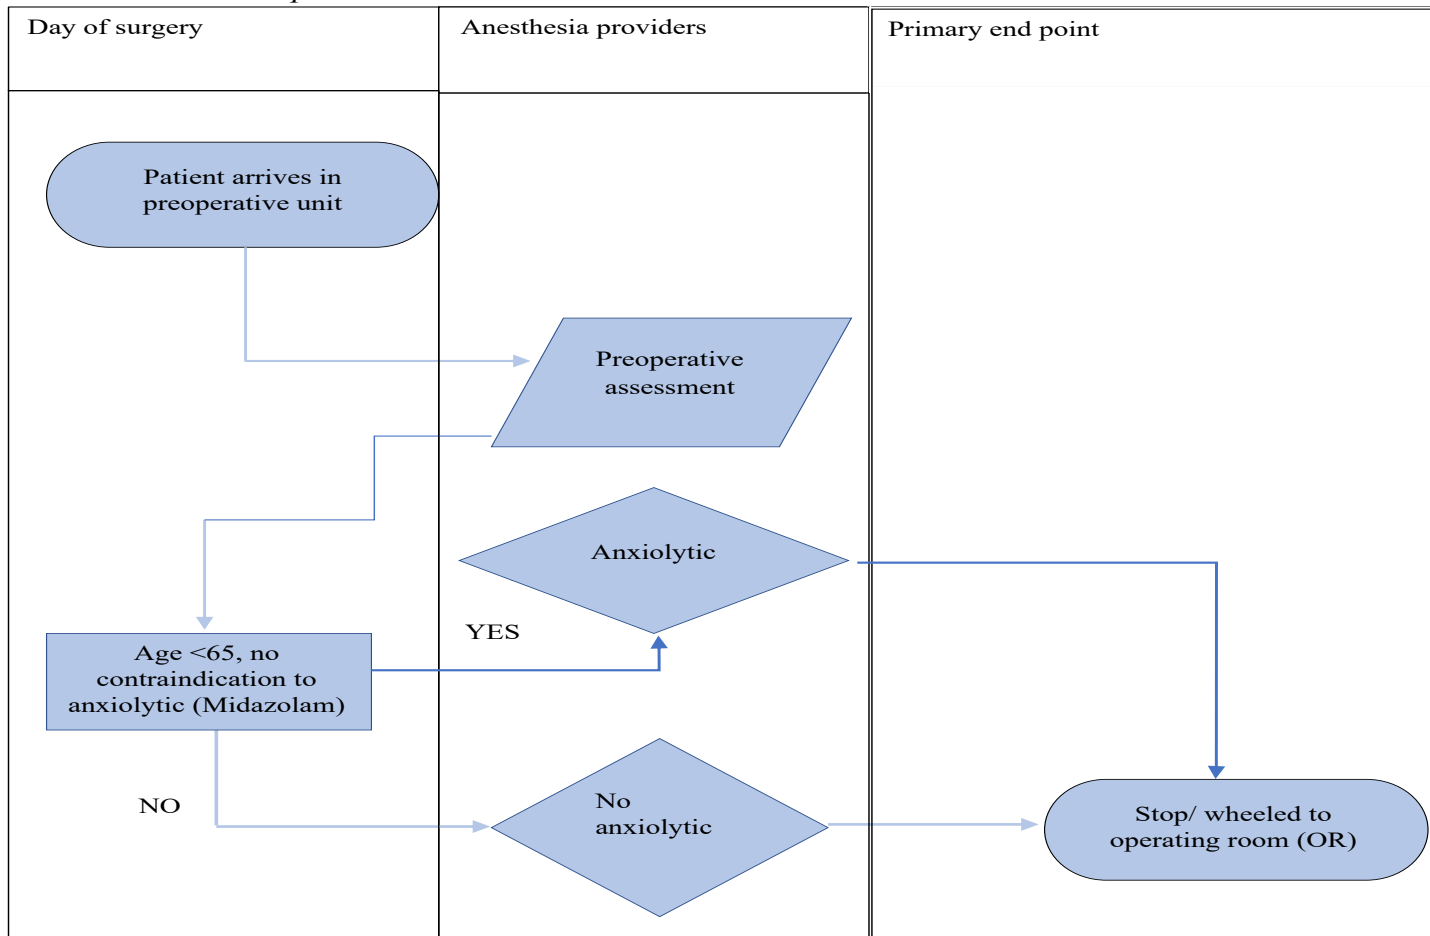 Day of surgery
Anesthesia providers
Primary end point
Patient arrives in
preoperative unit
Preoperative
assessment
Anxiolytic
YES
Age <65, no
contraindication to
anxiolytic (Midazolam)
NO
No
anxiolytic
Stop/ wheeled to
operating room (OR)